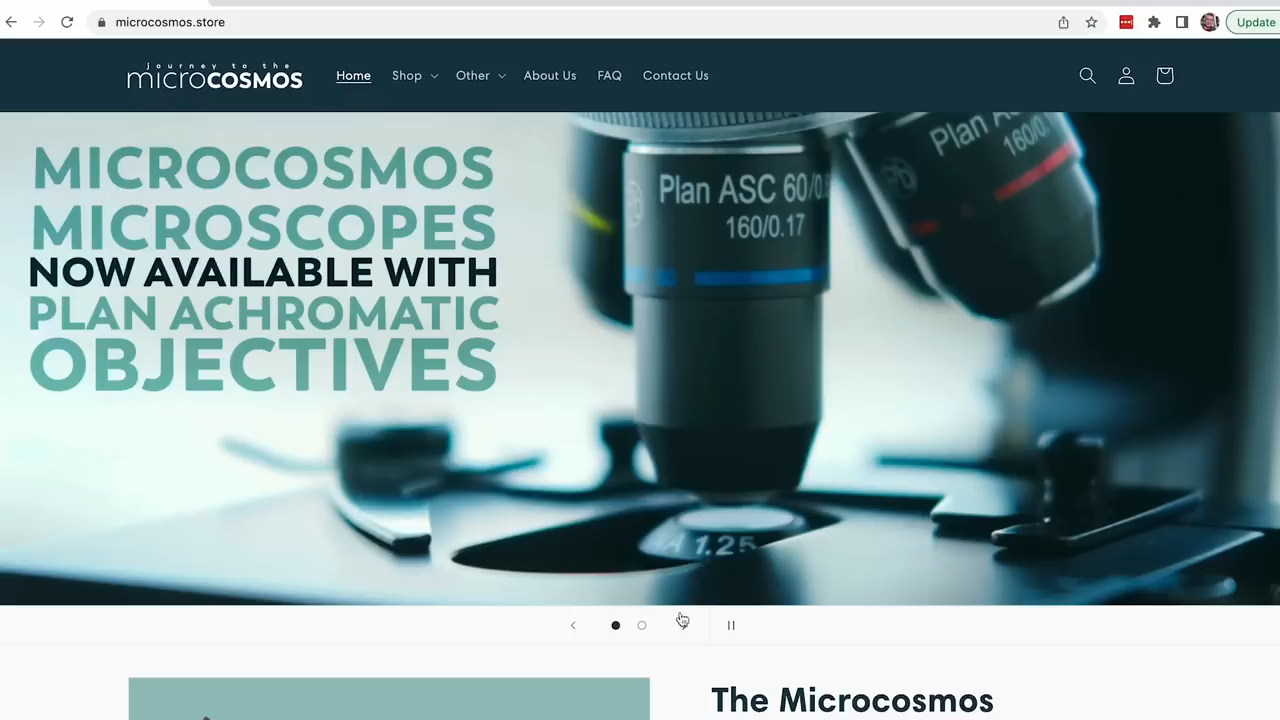 microcosmos.store
Update
journey to the
microCOSMOS
Home
Shop
Other
About Us
FAQ
Contact Us
MICROCOSMOS
MICROSCOPES
NOW AVAILABLE WITH
PLAN ACHROMATIC
OBJECTIVES
Plan ASC 60/0.
160/0.17
Plan
160/0.
A 1.25
The Microcosmos